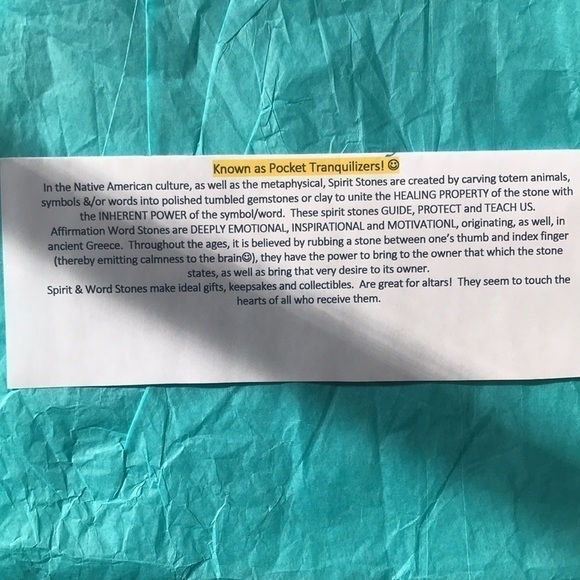 Known as Pocket Tranquilizers! ☺
In the Native American culture, as well as the metaphysical, Spirit Stones are created by carving totem animals,
symbols &/or words into polished tumbled gemstones or clay to unite the HEALING PROPERTY of the stone with
the INHERENT POWER of the symbol/word. These spirit stones GUIDE, PROTECT and TEACH US.
Affirmation Word Stones are DEEPLY EMOTIONAL, INSPIRATIONAL and MOTIVATIONL, originating, as well, in
ancient Greece. Throughout the ages, it is believed by rubbing a stone between one's thumb and index finger
(thereby emitting calmness to the brain☺), they have the power to bring to the owner that which the stone
states, as well as bring that very desire to its owner.
Spirit & Word Stones make ideal gifts, keepsakes and collectibles. Are great for altars! They seem to touch the
hearts of all who receive them.